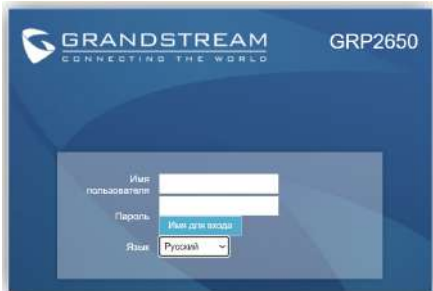 GRANDSTREAM
CONNECTING THE WORLD
GRP2650
Имя
пользователя
Пароль
Имя для входа
Язык
Русский